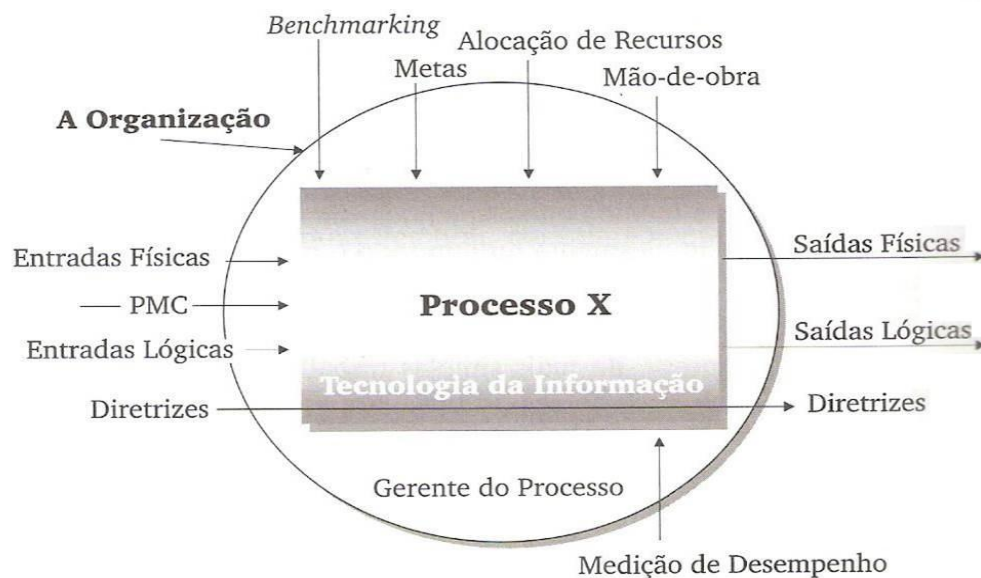 Benchmarking
Alocação de Recursos
Metas
Mão-de-obra
A Organização
Entradas Físicas
Saídas Físicas
PMC
Processo X
Entradas Lógicas
Saídas Lógicas
Tecnologia da Informação
Diretrizes
Diretrizes
Gerente do Processo
Medição de Desempenho